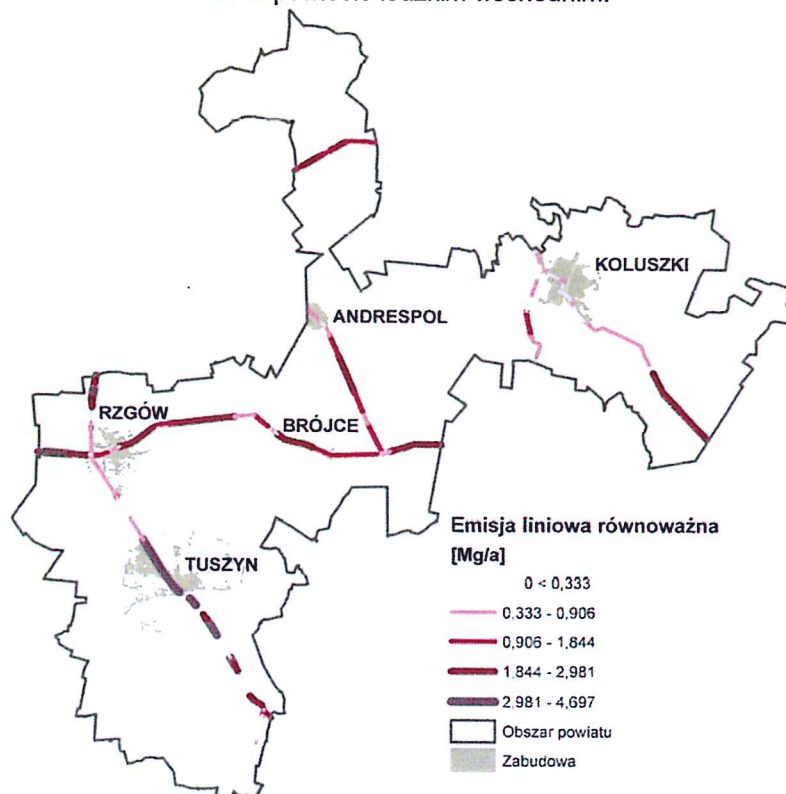 KOLUSZKI
ANDRESPOL
RZGÓW
BRÓJCE
TUSZYN
Emisja liniowa równoważna
[Mg/a]
0 < 0,333
0,333 - 0,906
0,906 - 1,844
1,844 - 2,981
2,981 - 4,697
Obszar powiatu
Zabudowa